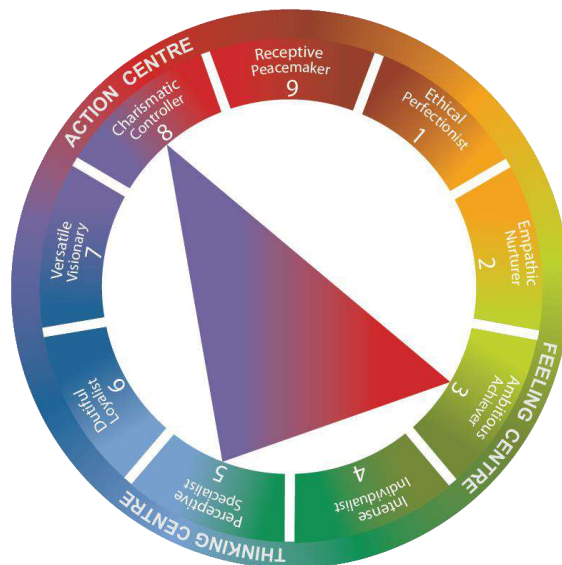 ACTION CENTRE
Receptive
Peacemaker
9
Ethical
Perfectionist
1
Empathic
Nurturer
2
FEELING CENTRE
Ambitious
Achiever
3
Intense
Individualist
4
Perceptive
Specialist
5
THINKING CENTRE
Dutiful
Loyalist
6
Versatile
Visionary
7
Charismatic
Controller
8